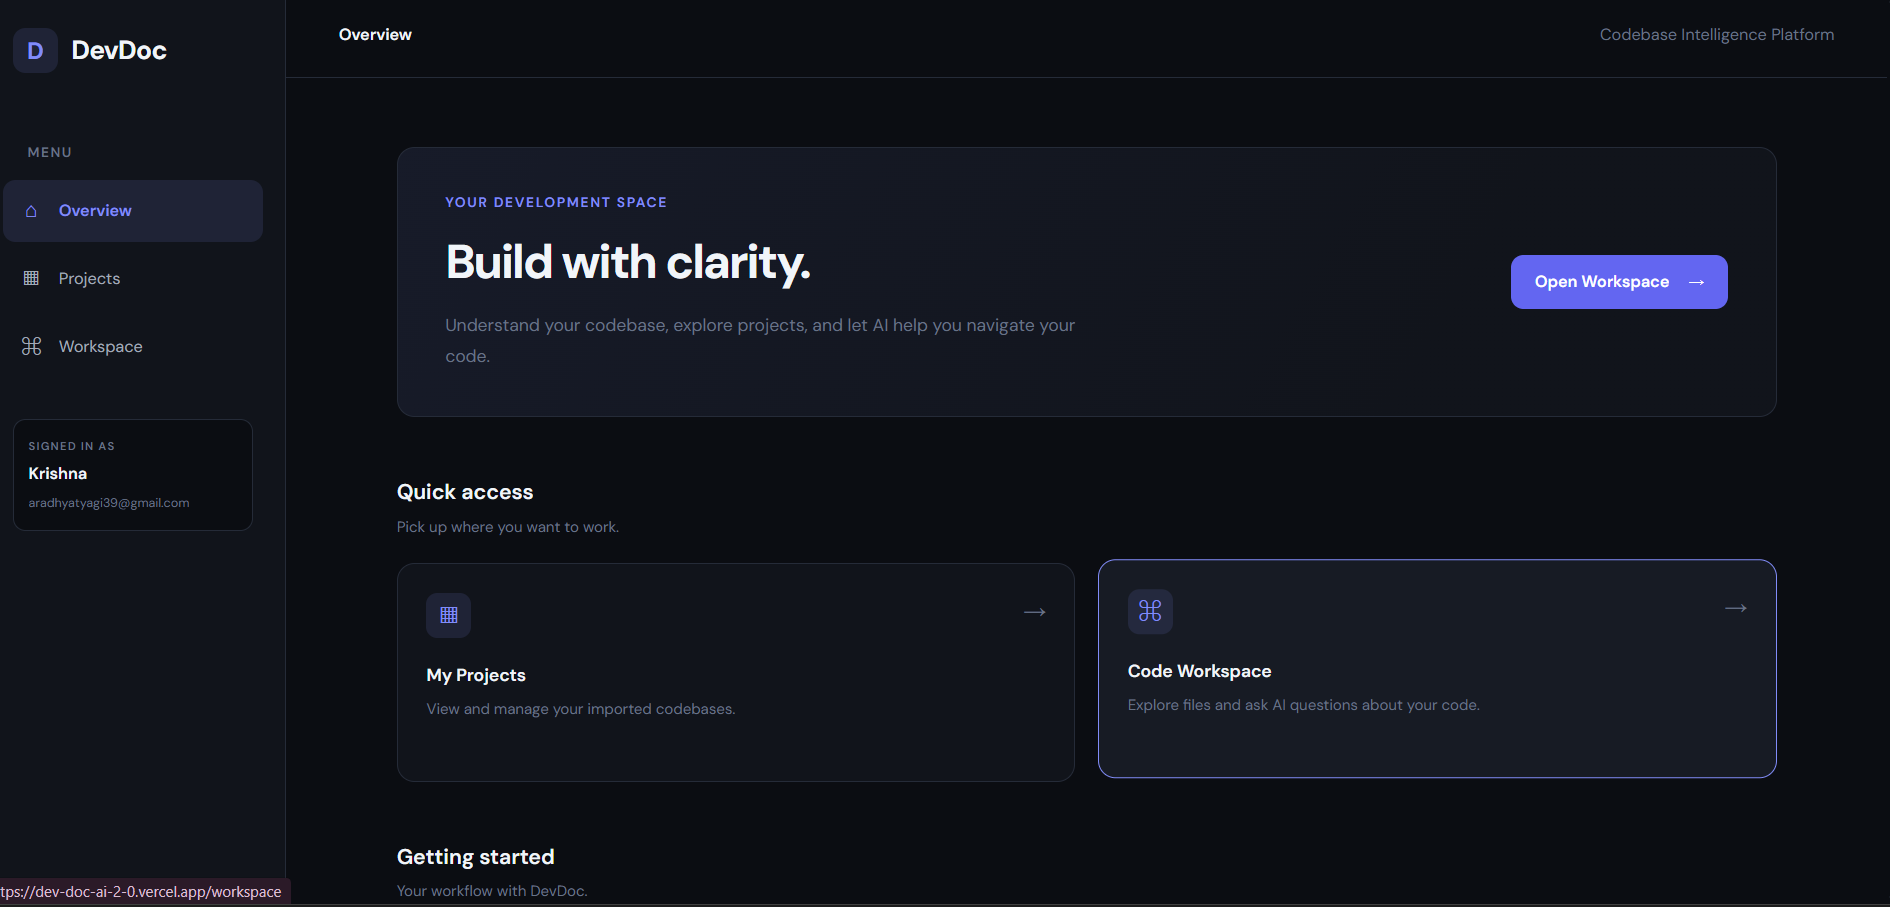 D DevDoc
Overview
Codebase Intelligence Platform
MENU
Overview
Projects
⌘ Workspace
SIGNED IN AS
Krishna
aradhyatyagi39@gmail.com
YOUR DEVELOPMENT SPACE
Build with clarity.
Understand your codebase, explore projects, and let AI help you navigate your
code.
Open Workspace →
Quick access
Pick up where you want to work.
→
My Projects
View and manage your imported codebases.
⌘ →
Code Workspace
Explore files and ask AI questions about your code.
Getting started
Your workflow with DevDoc.
tps://dev-doc-ai-2-0.vercel.app/workspace